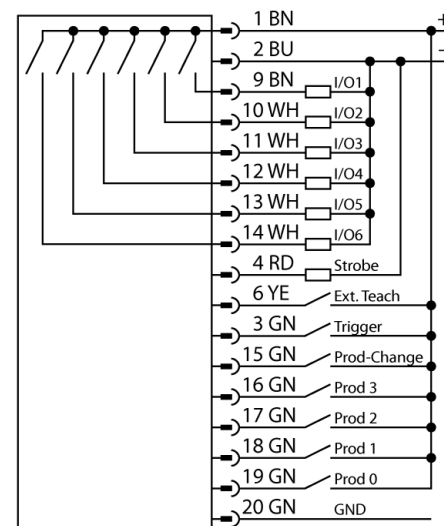 1 BN +
2 BU –
9 BN I/O1
10 WH I/O2
11 WH I/O3
12 WH I/O4
13 WH I/O5
14 WH I/O6
4 RD Strobe
6 YE Ext. Teach
3 GN Trigger
15 GN Prod-Change
16 GN Prod 3
17 GN Prod 2
18 GN Prod 1
19 GN Prod 0
20 GN GND